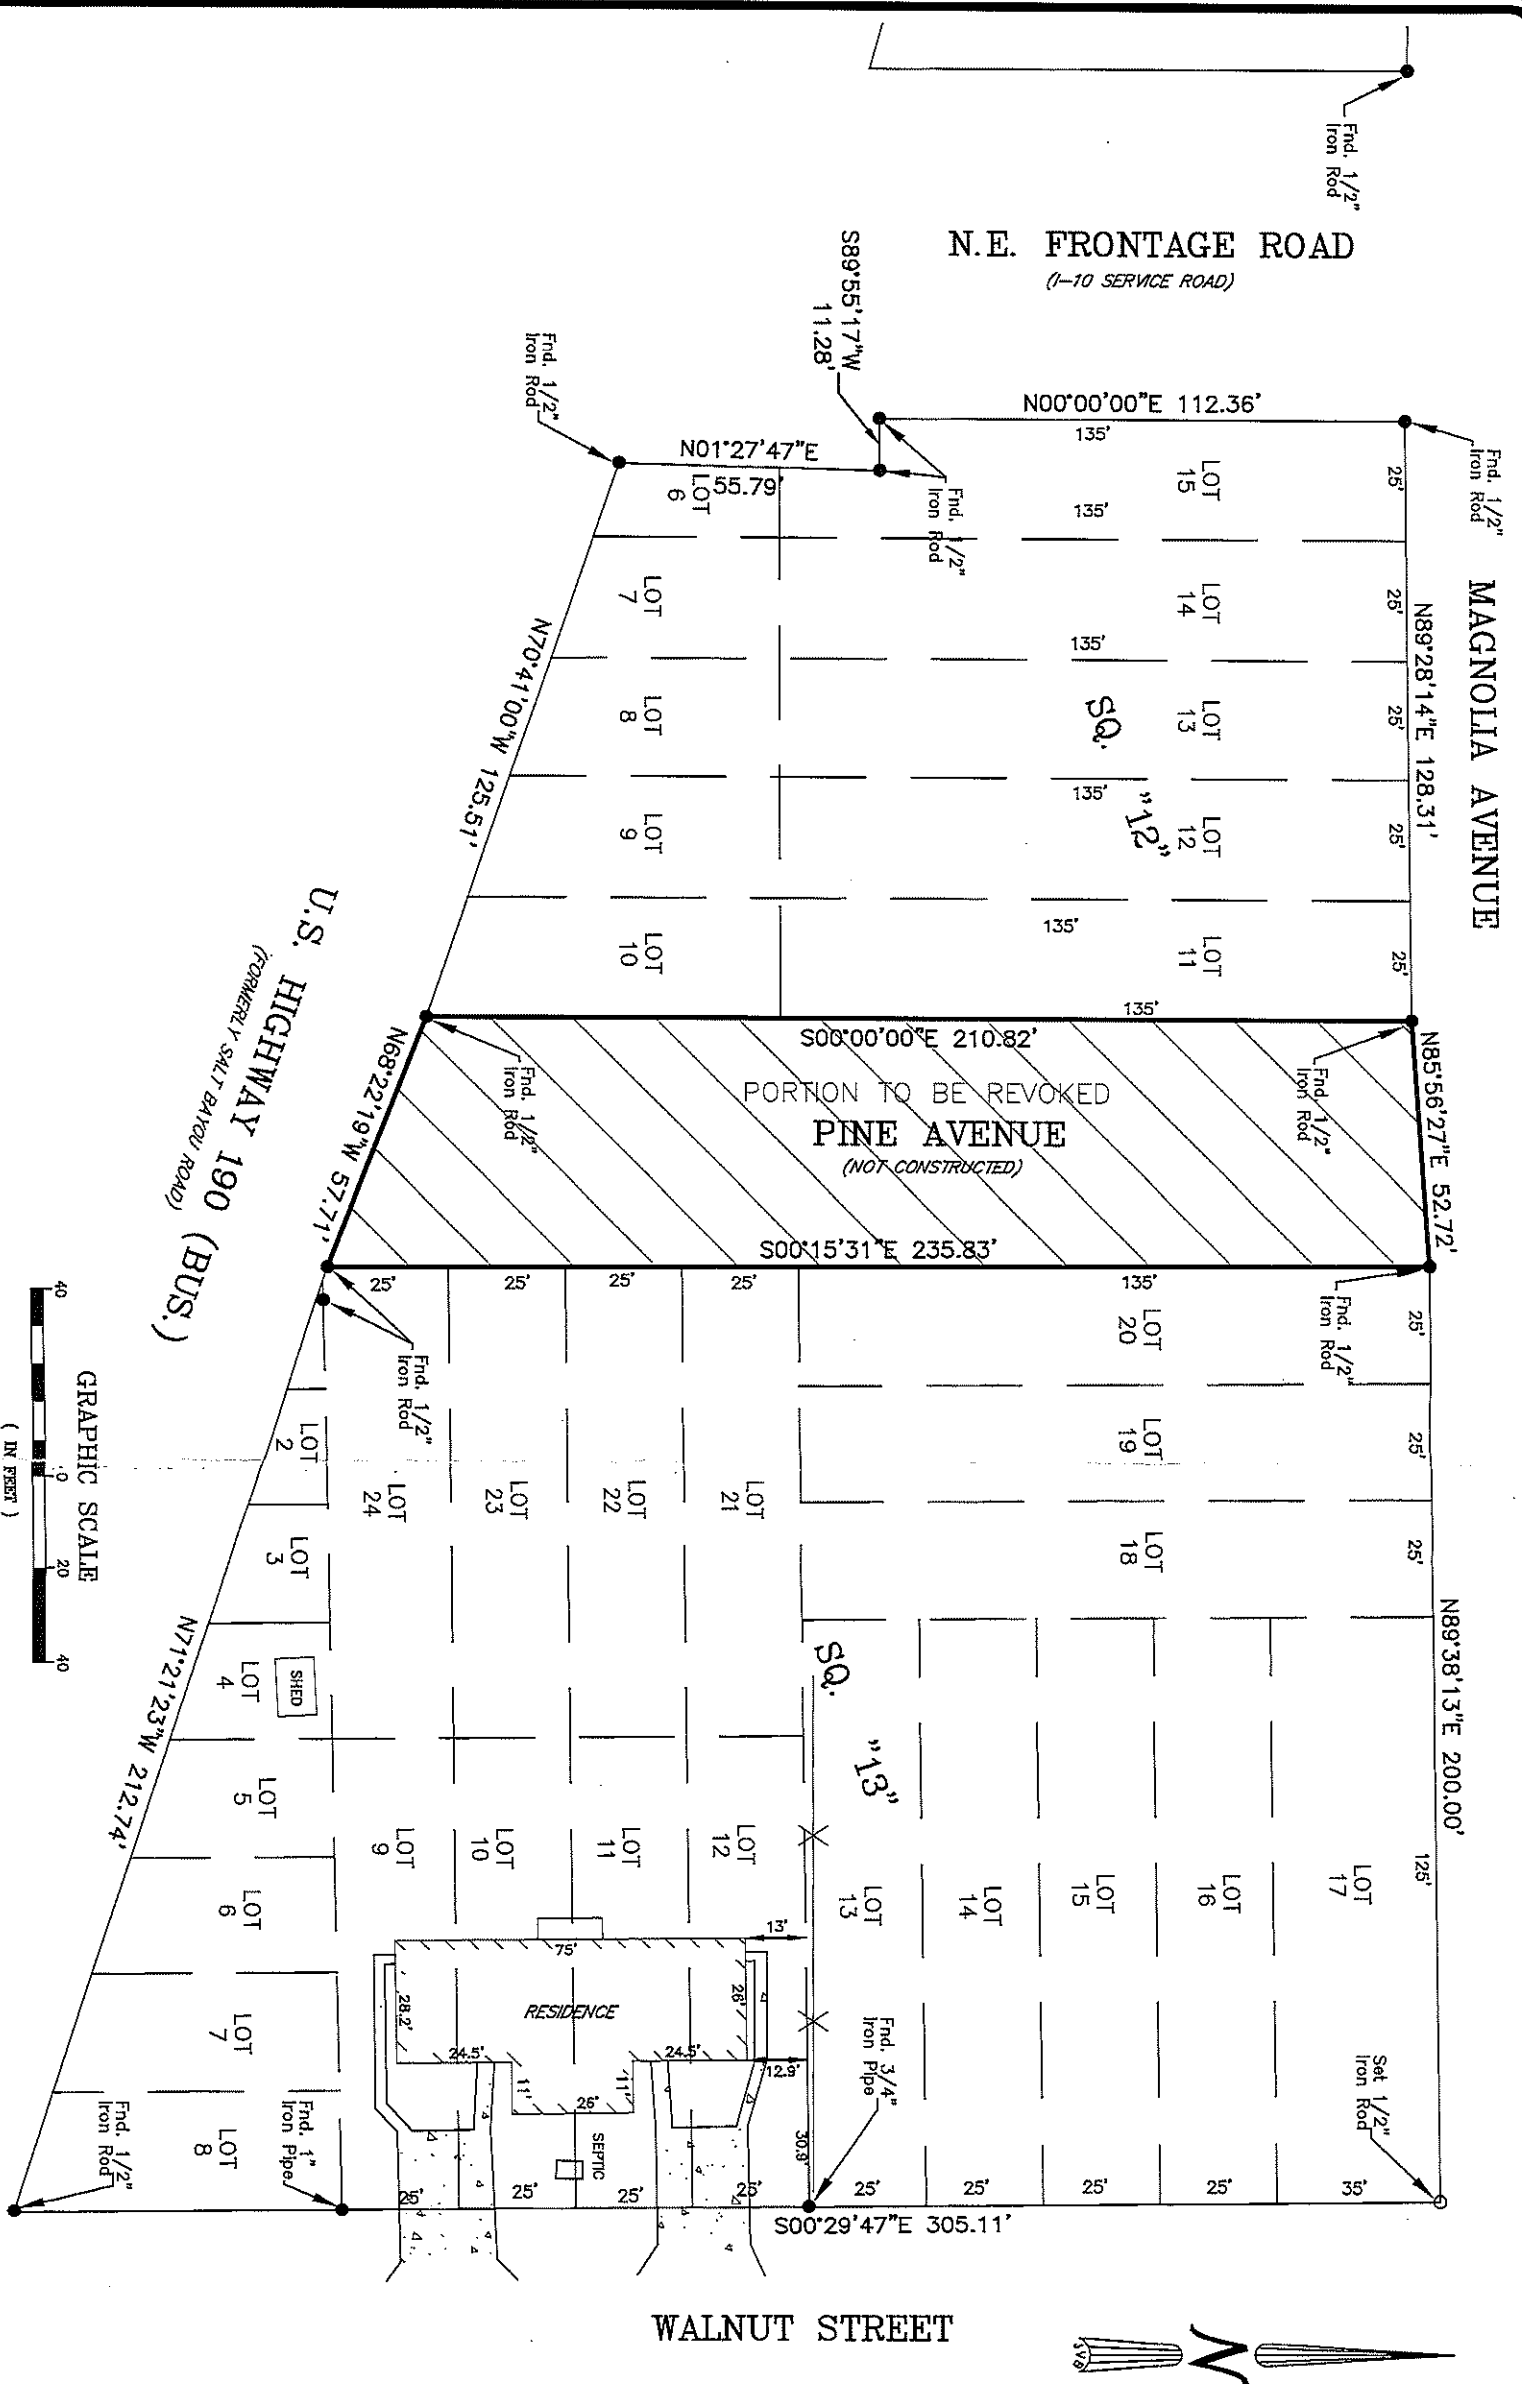 Fnd. 1/2"
Iron Rod
N.E. FRONTAGE ROAD
(I-10 SERVICE ROAD)
MAGNOLIA AVENUE
Fnd. 1/2"
Iron Rod
N00°00'00"E 112.36'
135'
S89°55'17"W
11.28'
Fnd. 1/2"
Iron Rod
N01°27'47"E
55.79'
Fnd. 1/2"
Iron Rod
N89°28'14"E 128.31'
25'
25'
25'
25'
25'
LOT
15
135'
LOT
14
135'
LOT
13
135'
LOT
12
135'
LOT
11
135'
SQ. "12"
LOT
6
LOT
7
LOT
8
LOT
9
LOT
10
N70°41'00"W 125.51'
U.S. HIGHWAY 190 (BUS.)
(FORMERLY SALT BAYOU ROAD)
N85°56'27"E 52.72'
Fnd. 1/2"
Iron Rod
S00°00'00"E 210.82'
PORTION TO BE REVOKED
PINE AVENUE
(NOT CONSTRUCTED)
S00°15'31"E 235.83'
Fnd. 1/2"
Iron Rod
N68°22'19"W 57.71'
Fnd. 1/2"
Iron Rod
Fnd. 1/2"
Iron Rod
N89°38'13"E 200.00'
25'
25'
25'
125'
135'
25'
25'
25'
25'
LOT
20
LOT
19
LOT
18
LOT
17
LOT
16
LOT
15
LOT
14
LOT
13
SQ. "13"
LOT
21
LOT
22
LOT
23
LOT
24
LOT
12
LOT
11
LOT
10
LOT
9
LOT
2
LOT
3
LOT
4
SHED
LOT
5
LOT
6
LOT
7
LOT
8
N71°21'23"W 212.74'
RESIDENCE
75'
13'
26'
28.2'
24.5'
24.5'
11'
11'
26'
12.9'
30.9'
SEPTIC
Fnd. 3/4"
Iron Pipe
Set 1/2"
Iron Rod
Fnd. 1"
Iron Pipe
Fnd. 1/2"
Iron Rod
35'
25'
25'
25'
25'
25'
25'
25'
25'
S00°29'47"E 305.11'
WALNUT STREET
N
GRAPHIC SCALE
40
0
20
40
( IN FEET )